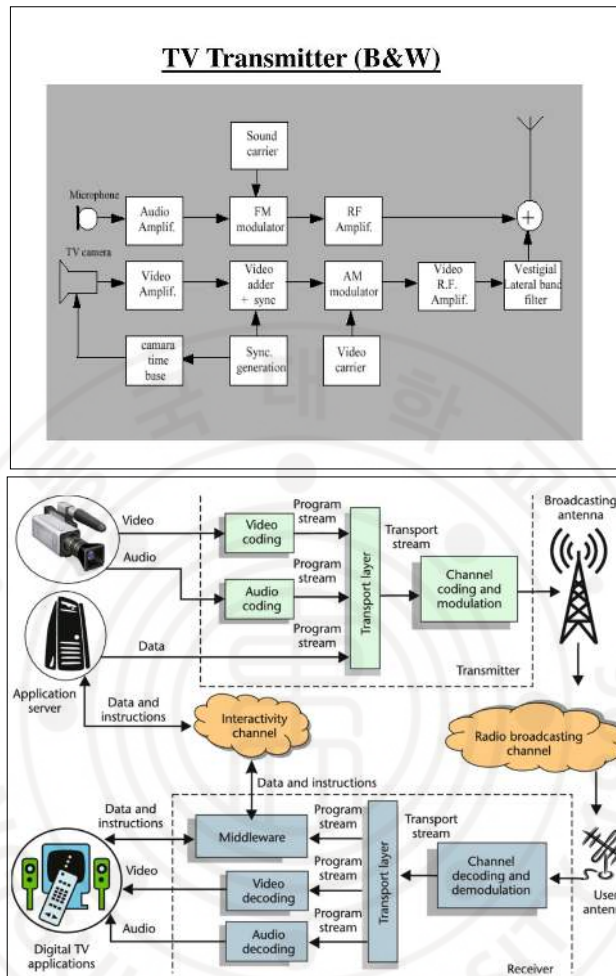 TV Transmitter (B&W)
Sound
carrier
Microphone
Audio
Amplif.
FM
modulator
RF
Amplif.
+
TV camera
Video
Amplif.
Video
adder
+ sync
AM
modulator
Video
R.F.
Amplif.
Vestigial
Lateral band
filter
camara
time
base
Sync.
generation
Video
carrier
Video
Audio
Video
coding
Audio
coding
Program
stream
Program
stream
Program
stream
Transport layer
Transport
stream
Channel
coding and
modulation
Broadcasting
antenna
Data
Transmitter
Application
server
Data and
instructions
Interactivity
channel
Radio broadcasting
channel
Data and instructions
Data and
instructions
Middleware
Program
stream
Program
stream
Program
stream
Transport layer
Transport
stream
Channel
decoding and
demodulation
Video
Video
decoding
Audio
Audio
decoding
User
Digital TV
applications
Receiver